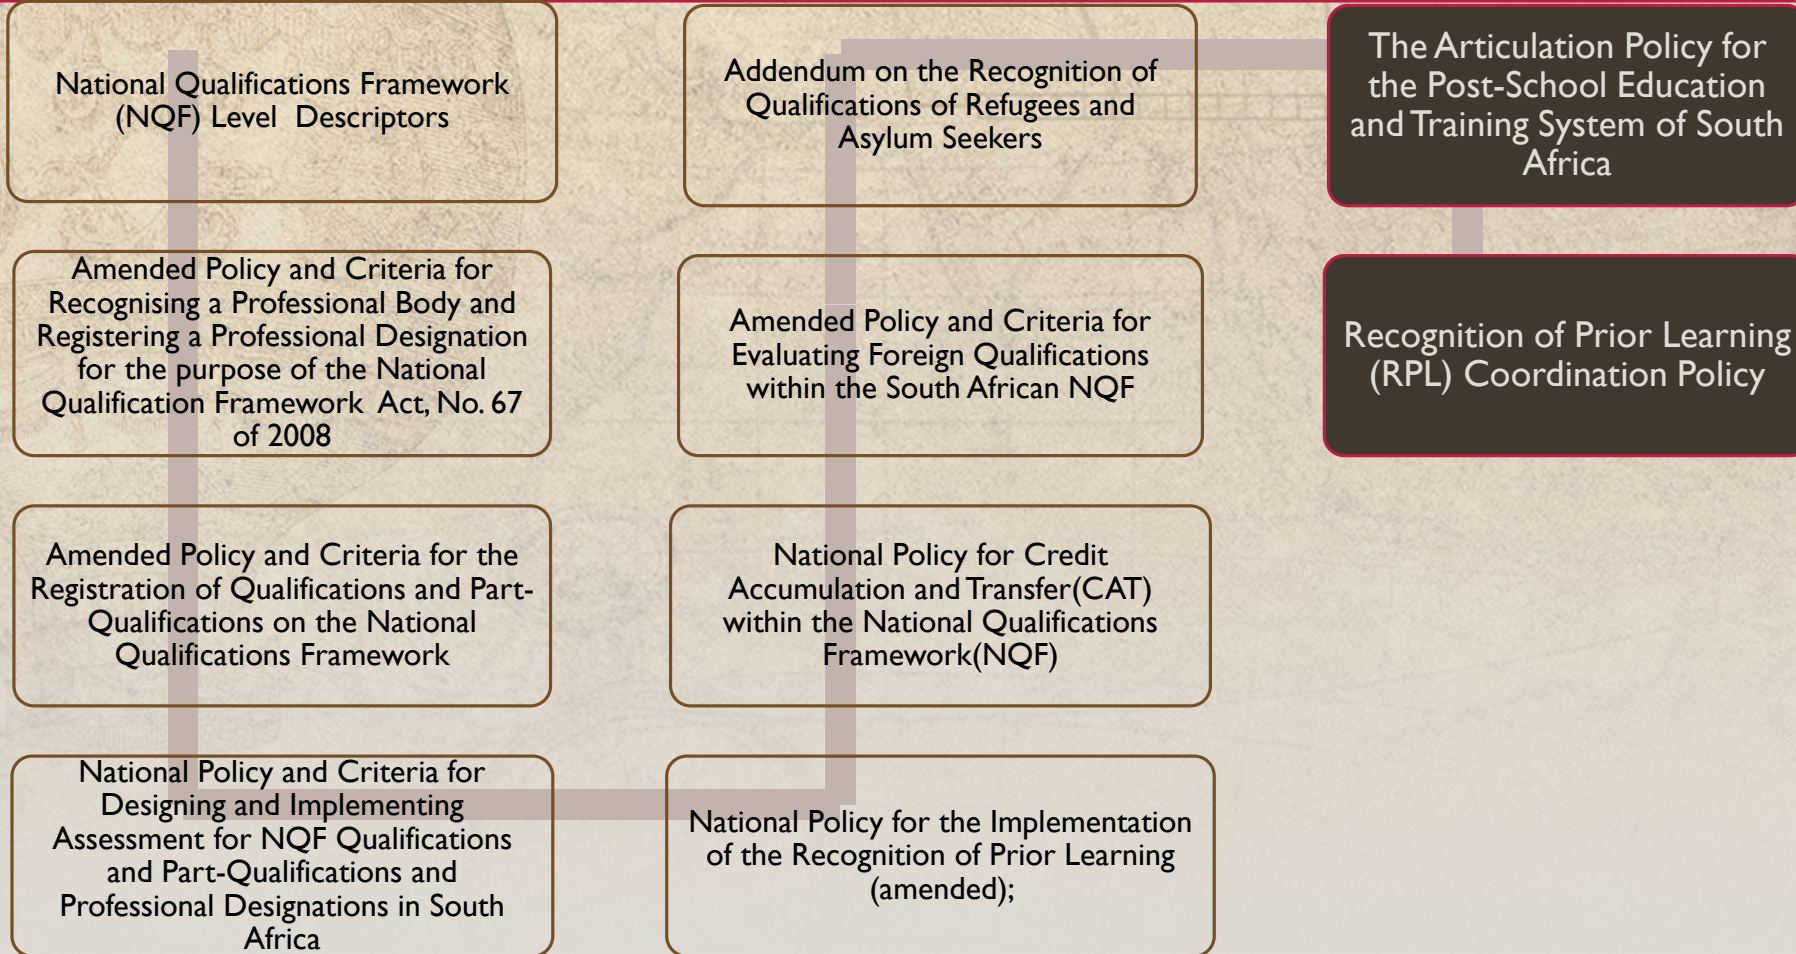 National Qualifications Framework
(NQF) Level  Descriptors
Amended Policy and Criteria for
Recognising a Professional Body and
Registering a Professional Designation
for the purpose of the National
Qualification Framework  Act, No. 67
of 2008
Amended Policy and Criteria for the
Registration of Qualifications and Part-
Qualifications on the National
Qualifications Framework
National Policy and Criteria for
Designing and Implementing
Assessment for NQF Qualifications
and Part-Qualifications and
Professional Designations in South
Africa
National Policy for the Implementation
of the Recognition of Prior Learning
(amended);
National Policy for Credit
Accumulation and Transfer(CAT)
within the National Qualifications
Framework(NQF)
Amended Policy and Criteria for
Evaluating Foreign Qualifications
within the South African NQF
Addendum on the Recognition of
Qualifications of Refugees and
Asylum Seekers
The Articulation Policy for
the Post-School Education
and Training System of South
Africa
Recognition of Prior Learning
(RPL) Coordination Policy